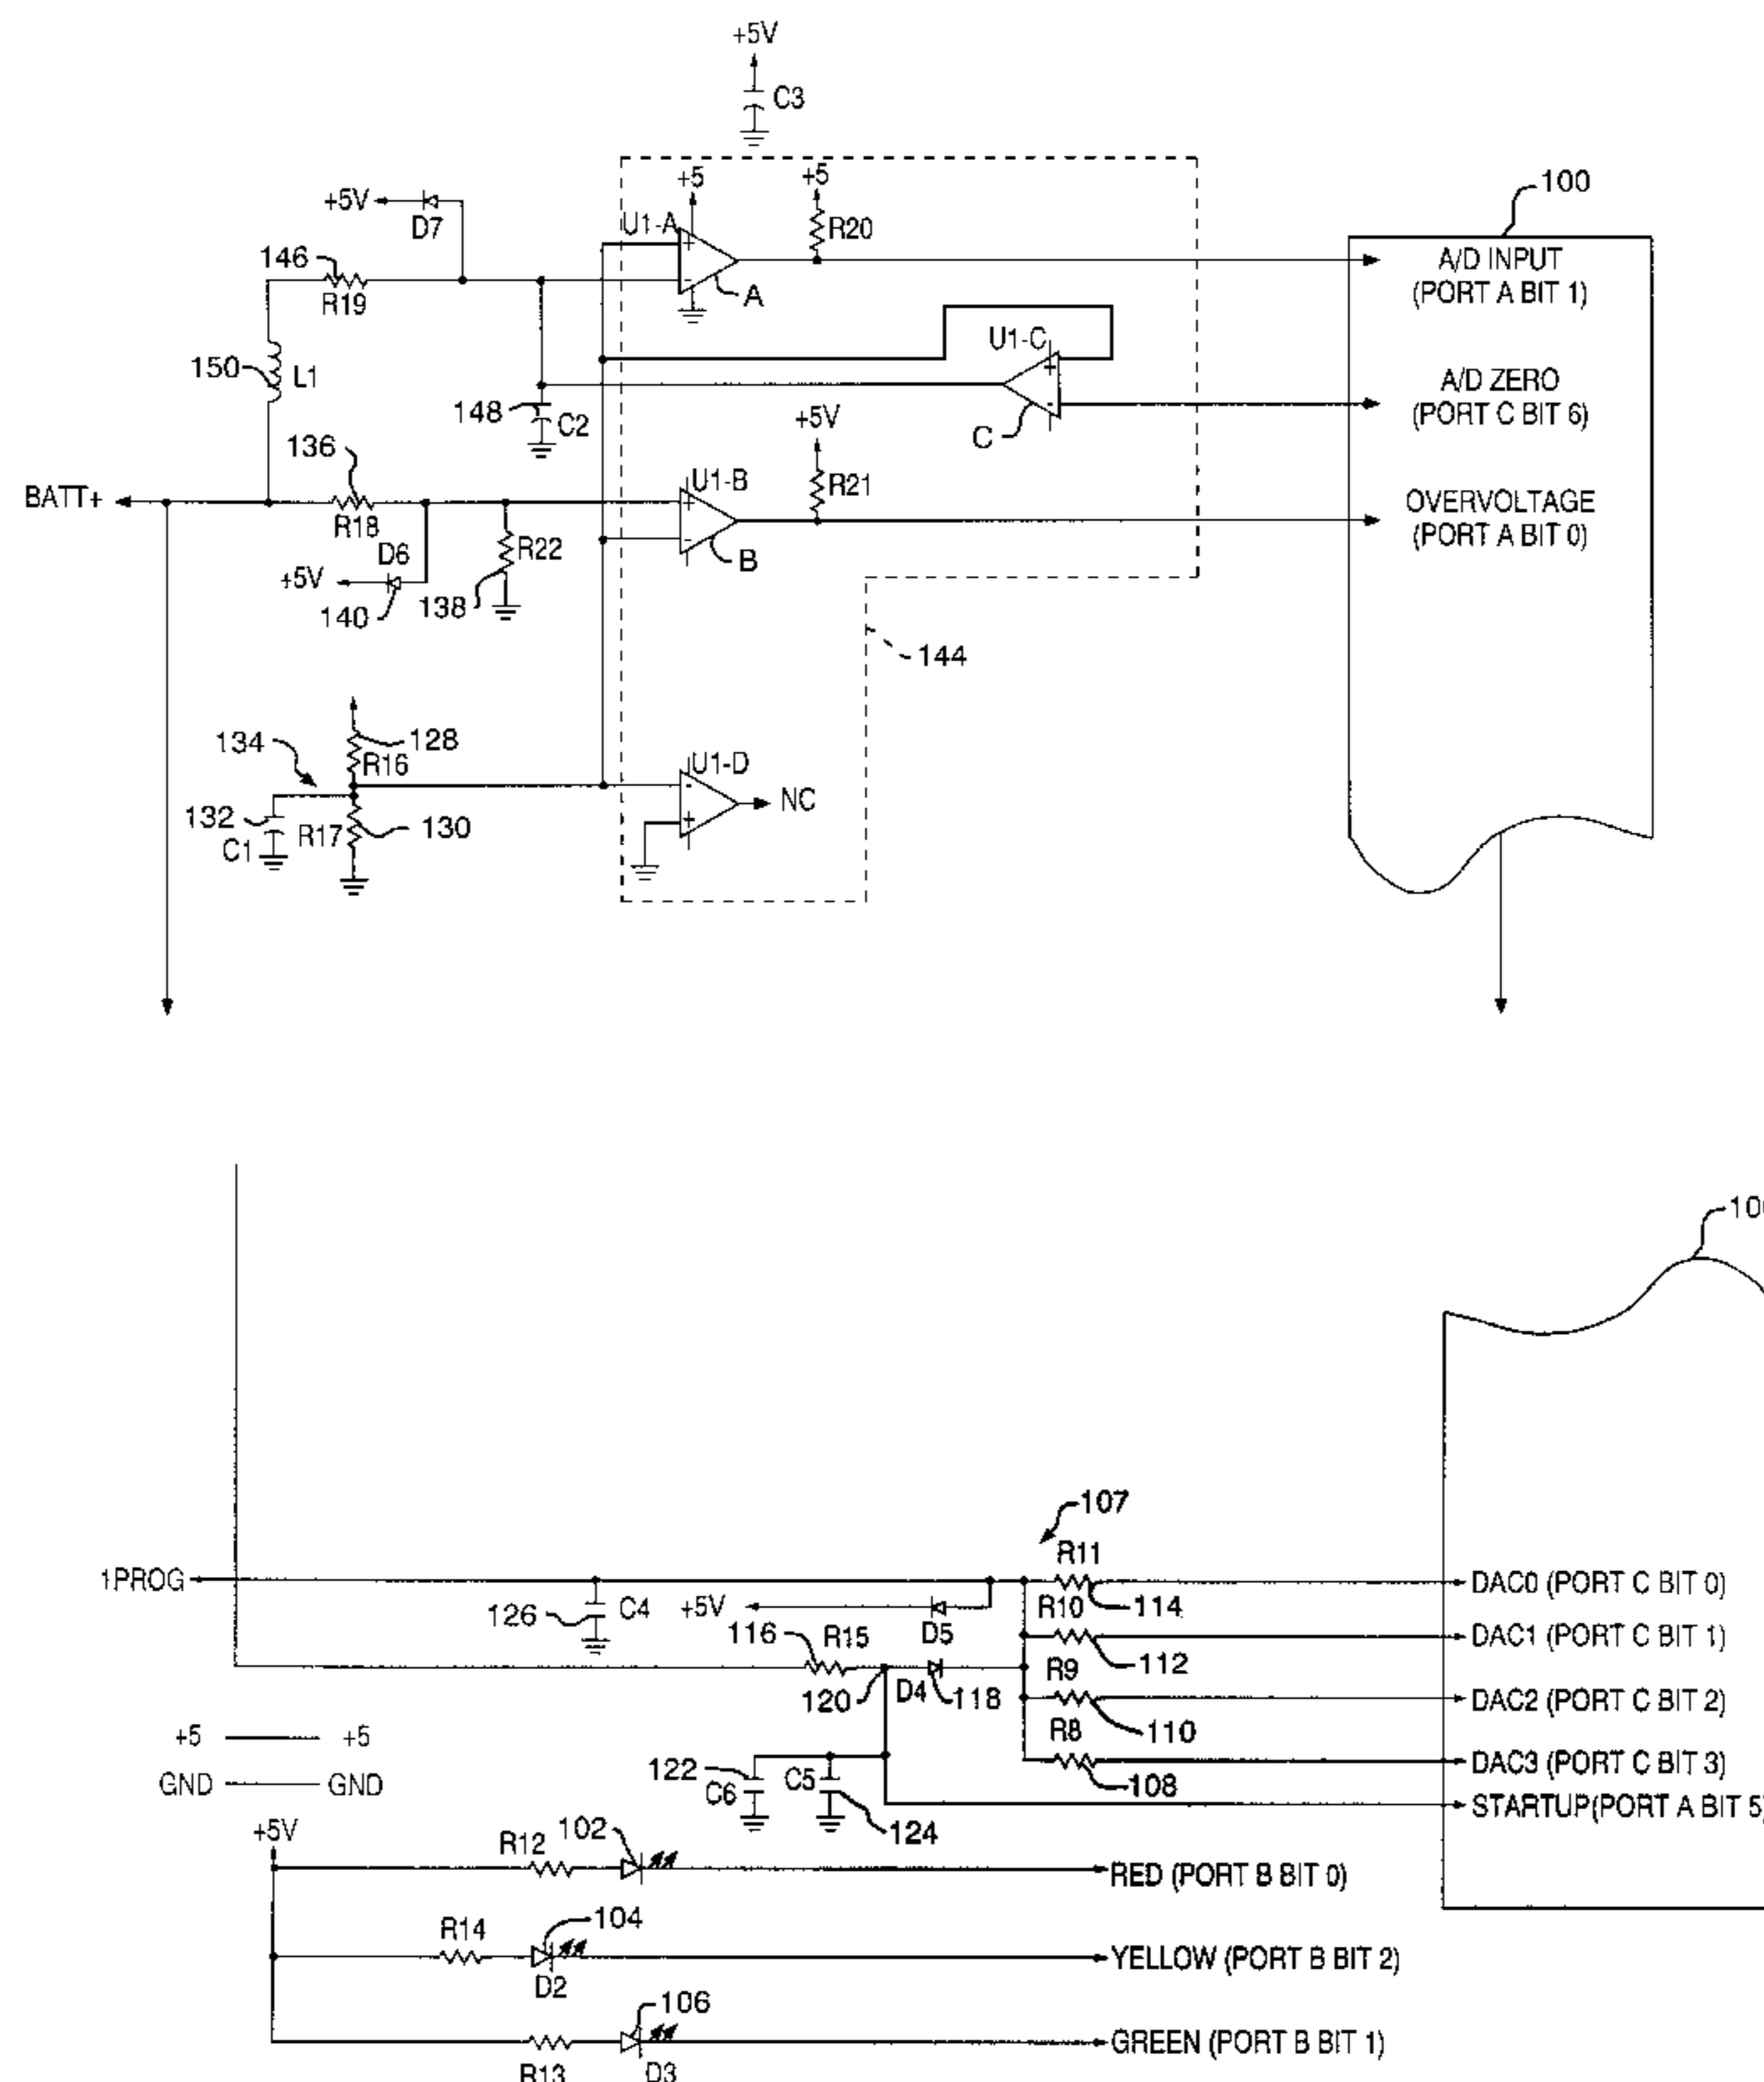 +5V
C3
+5
+5
100
+5V
D7
U1-A
R20
A/D INPUT
(PORT A BIT 1)
146
R19
A
U1-C
150
L1
A/D ZERO
(PORT C BIT 6)
148
C2
+5V
C
136
BATT+
R18
U1-B
R21
OVERVOLTAGE
(PORT A BIT 0)
D6
R22
B
+5V
140
138
144
134
128
R16
U1-D
NC
132
C1
R17
130
107
R11
1PROG
DAC0 (PORT C BIT 0)
126
C4
+5V
D5
R10
114
DAC1 (PORT C BIT 1)
116
R15
112
120
D4
118
R9
DAC2 (PORT C BIT 2)
110
+5
+5
R8
DAC3 (PORT C BIT 3)
GND
GND
122
C6
C5
108
STARTUP(PORT A BIT 5)
124
+5V
R12
102
RED (PORT B BIT 0)
R14
104
D2
YELLOW (PORT B BIT 2)
106
R13
D3
GREEN (PORT B BIT 1)